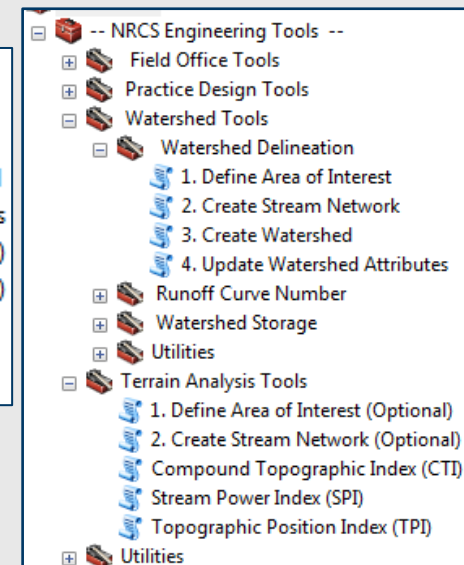 -- NRCS Engineering Tools --
Field Office Tools
Practice Design Tools
Watershed Tools
Watershed Delineation
1. Define Area of Interest
2. Create Stream Network
3. Create Watershed
4. Update Watershed Attributes
Runoff Curve Number
Watershed Storage
Utilities
Terrain Analysis Tools
1. Define Area of Interest (Optional)
2. Create Stream Network (Optional)
Compound Topographic Index (CTI)
Stream Power Index (SPI)
Topographic Position Index (TPI)
Utilities